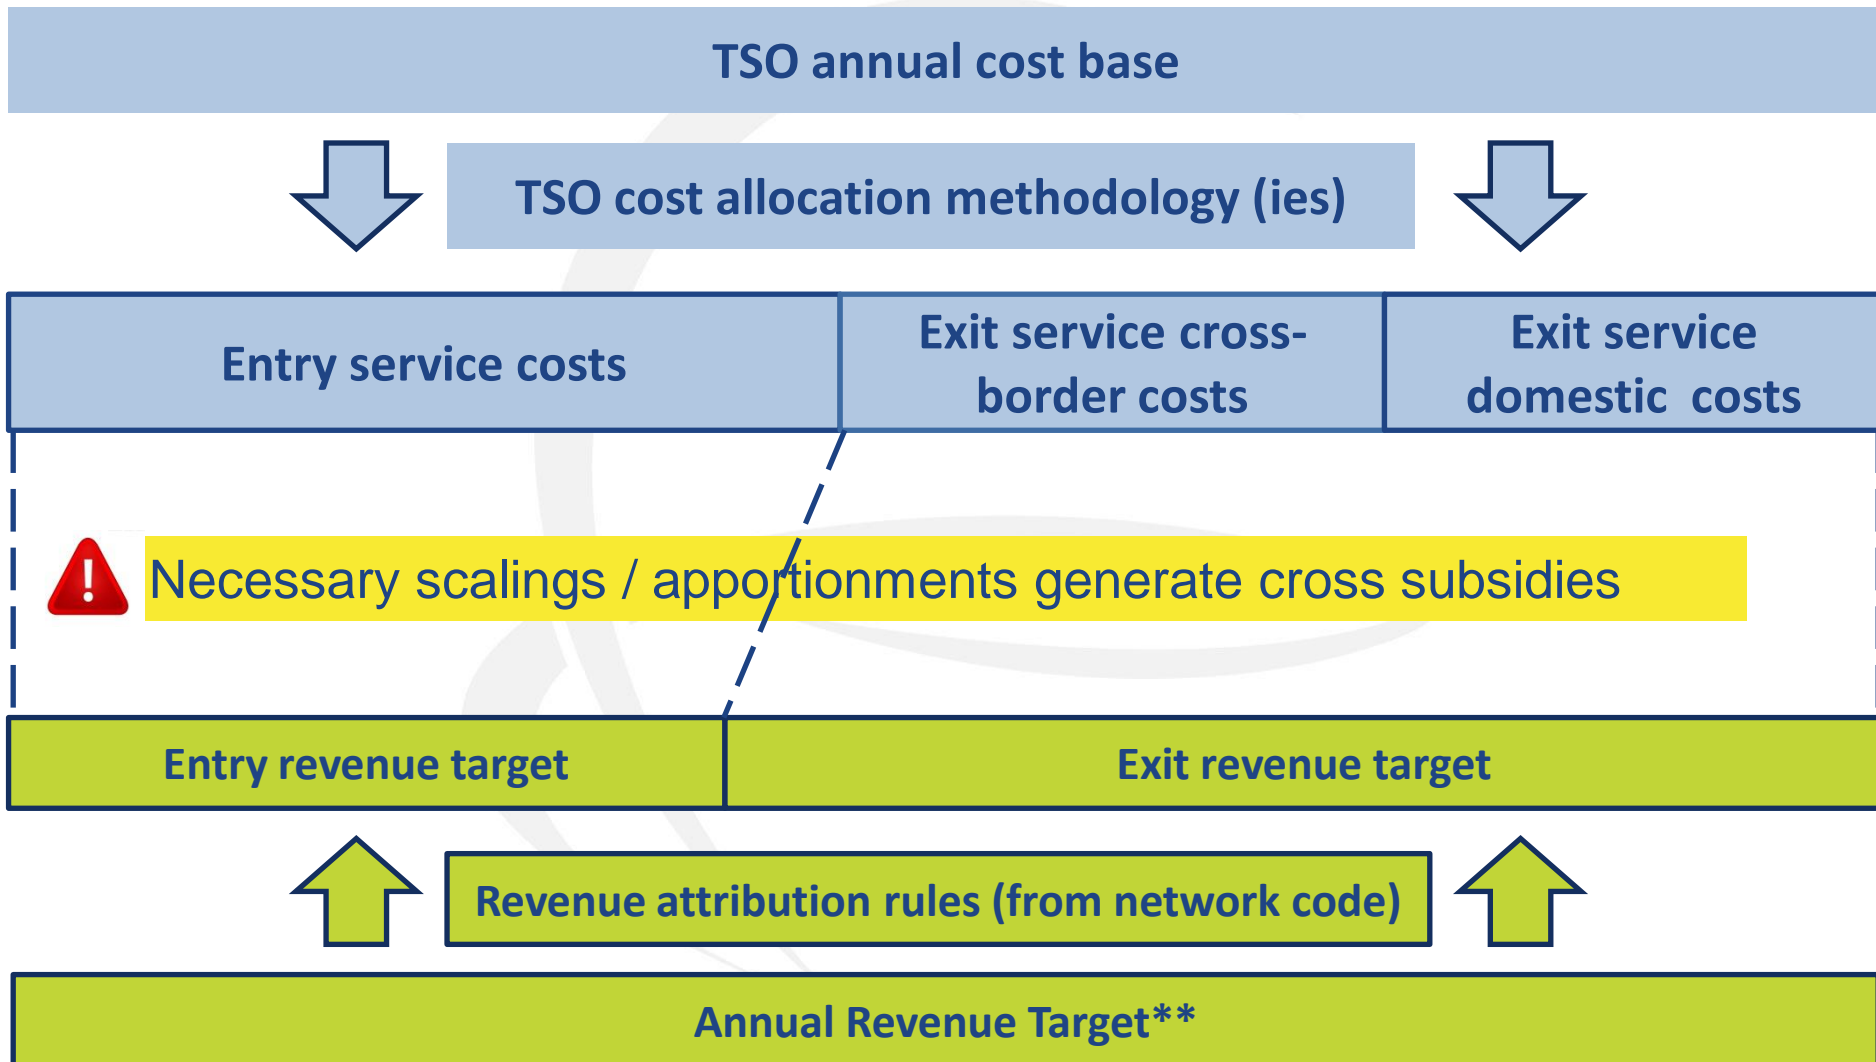 TSO annual cost base
TSO cost allocation methodology (ies)
Entry service costs
Exit service cross-
border costs
Exit service
domestic costs
! Necessary scalings / apportionments generate cross subsidies
Entry revenue target
Exit revenue target
Revenue attribution rules (from network code)
Annual Revenue Target**